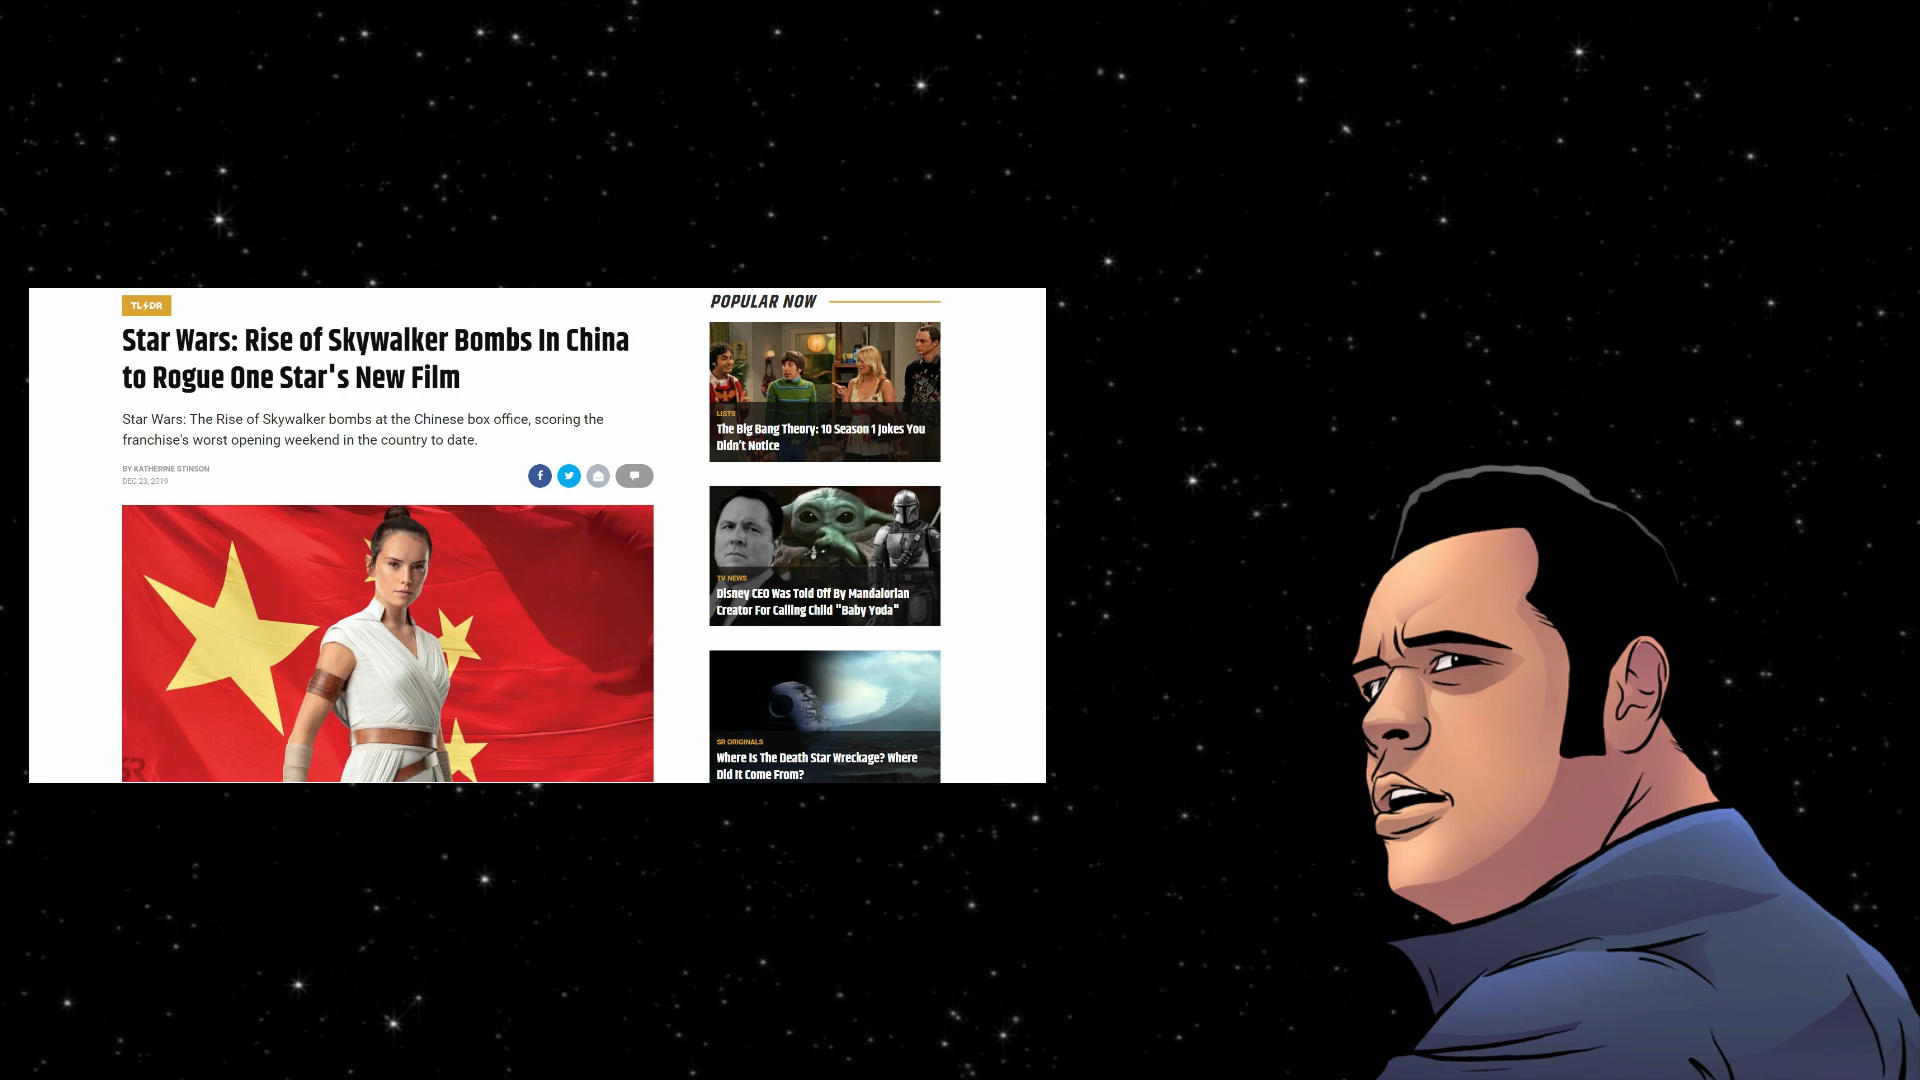 TL DR
Star Wars: Rise of Skywalker Bombs In China
to Rogue One Star's New Film
Star Wars: The Rise of Skywalker bombs at the Chinese box office, scoring the
franchise's worst opening weekend in the country to date.
BY KATHERINE STINSON
DEC 23, 2019
SR
POPULAR NOW
LISTS
The Big Bang Theory: 10 Season 1 Jokes You
Didn't Notice
TV NEWS
Disney CEO Was Told Off By Mandalorian
Creator For Calling Child "Baby Yoda"
SR ORIGINALS
Where Is The Death Star Wreckage? Where
Did It Come From?